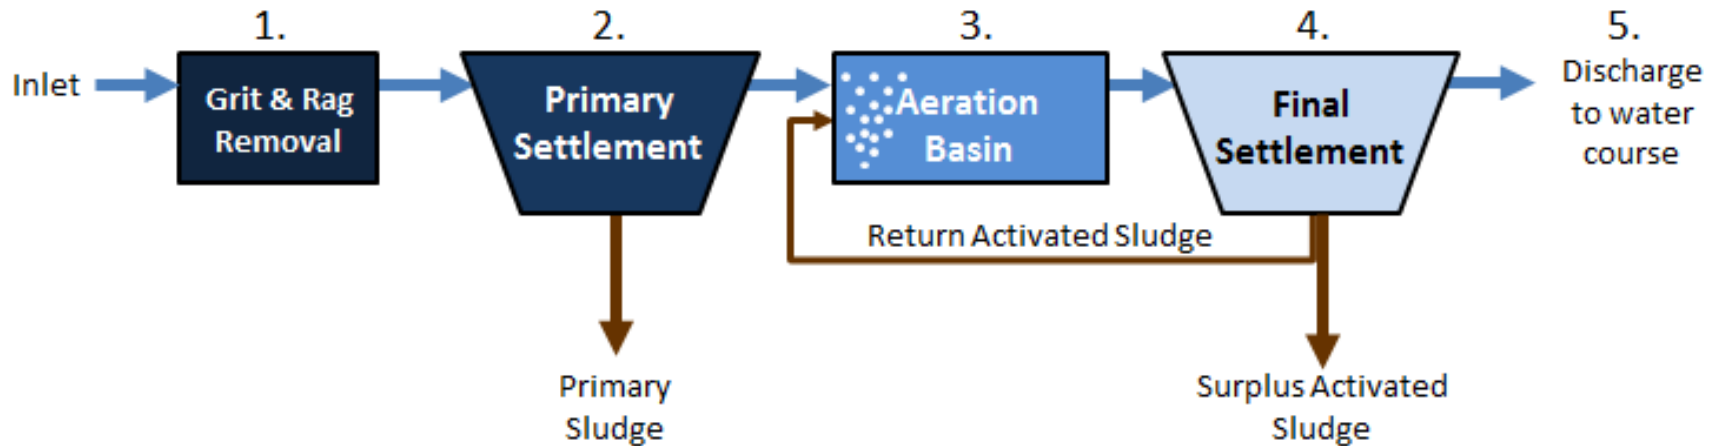 1.
2.
3.
4.
5.
Inlet
Grit & Rag
Removal
Primary
Settlement
Aeration
Basin
Final
Settlement
Discharge
to water
course
Return Activated Sludge
Primary
Sludge
Surplus Activated
Sludge